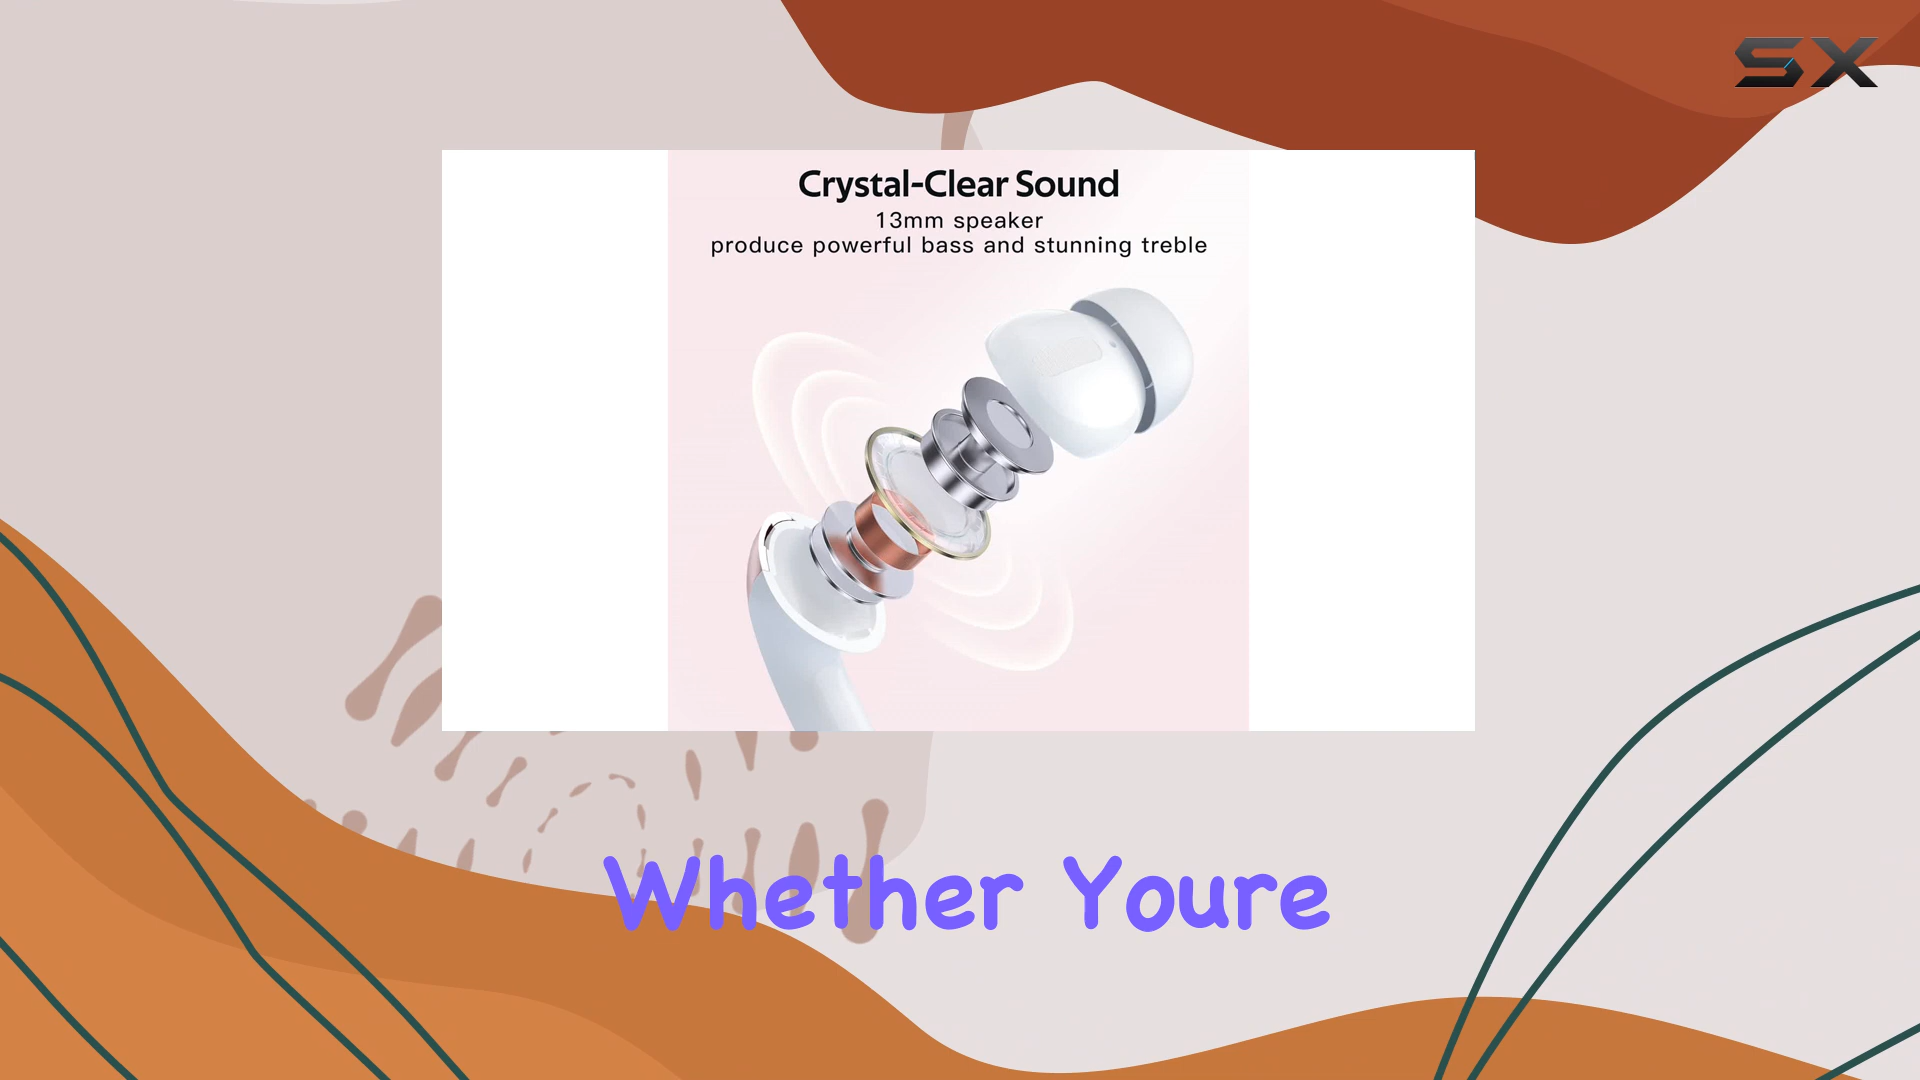 SX
Crystal-Clear Sound
13mm speaker
produce powerful bass and stunning treble
Whether Youre